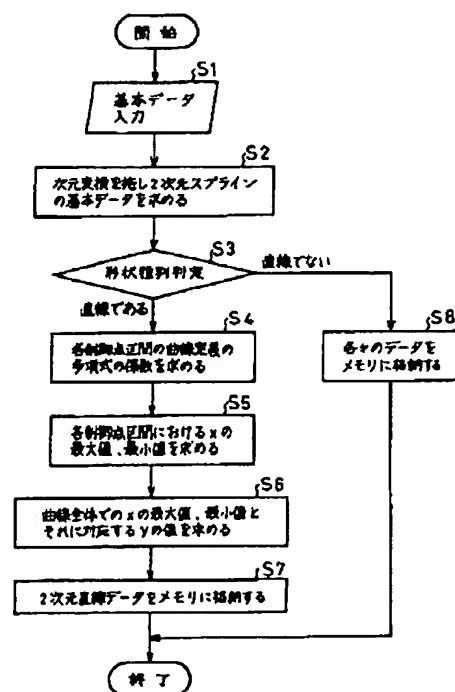 開始
S1
基本データ
入力
S2
次元変換を施し2次元スプライン
の基本データを求める
S3
形状種別判定
直線でない
直線である
S4
各制御点区間の曲線定義の
多項式の係数を求める
S8
各々のデータを
メモリに格納する
S5
各制御点区間におけるxの
最大値、最小値を求める
S6
曲線全体でのxの最大値、最小値と
それに対応するyの値を求める
S7
2次元直線データをメモリに格納する
終了